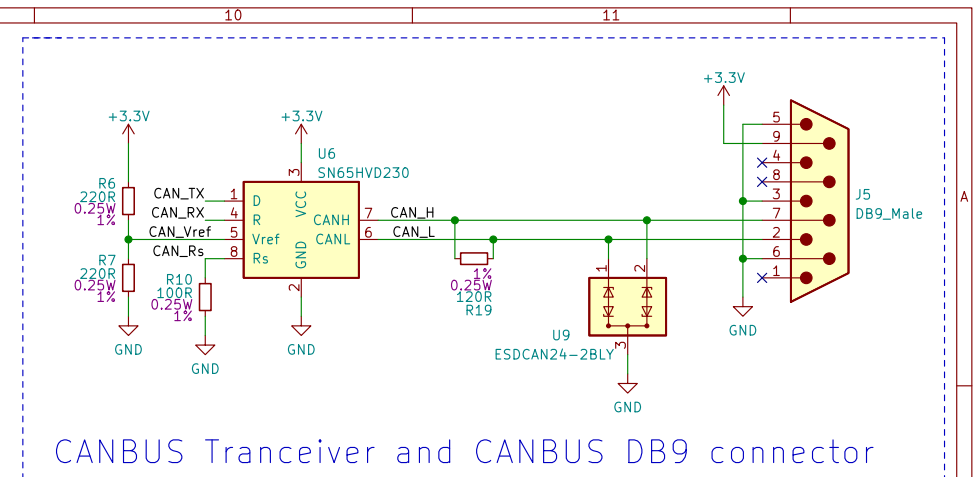 10
11
A
+3.3V
R6
220R
0.25W
1%
R7
220R
0.25W
1%
GND
CAN_TX
CAN_RX
CAN_Vref
CAN_Rs
R10
100R
0.25W
1%
GND
+3.3V
U6
SN65HVD230
3
VCC
1
D
4
R
5
Vref
8
Rs
GND
2
CANH
7
CANL
6
GND
CAN_H
CAN_L
1%
0.25W
120R
R19
1
2
3
U9
ESDCAN24-2BLY
GND
+3.3V
5
9
4
8
3
7
2
6
1
J5
DB9_Male
GND
CANBUS Tranceiver and CANBUS DB9 connector